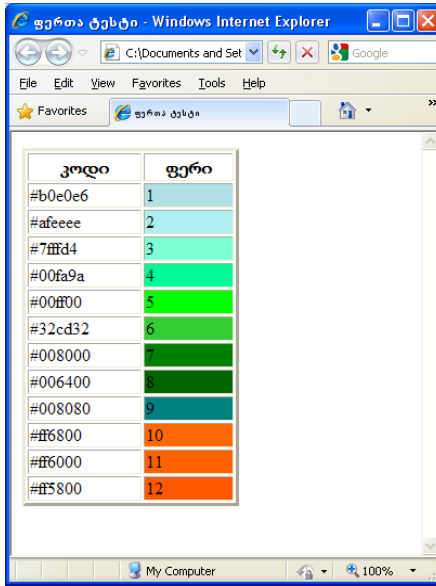 ფერთა ტესტი - Windows Internet Explorer
C:\Documents and Set
Google
File Edit View Favorites Tools Help
Favorites ფერთა ტესტი »
კოდი ფერი
#b0e0e6 1
#afeeee 2
#7fffd4 3
#00fa9a 4
#00ff00 5
#32cd32 6
#008000 7
#006400 8
#008080 9
#ff6800 10
#ff6000 11
#ff5800 12
My Computer 100%